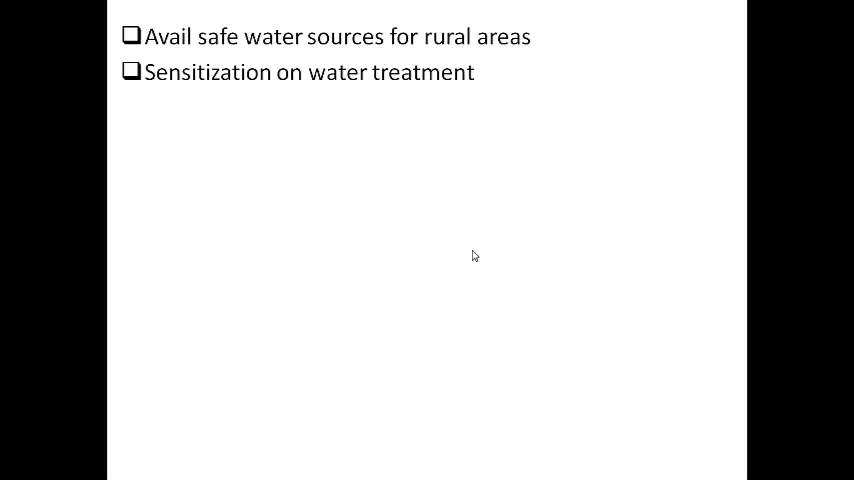 ❑Avail safe water sources for rural areas
❑Sensitization on water treatment